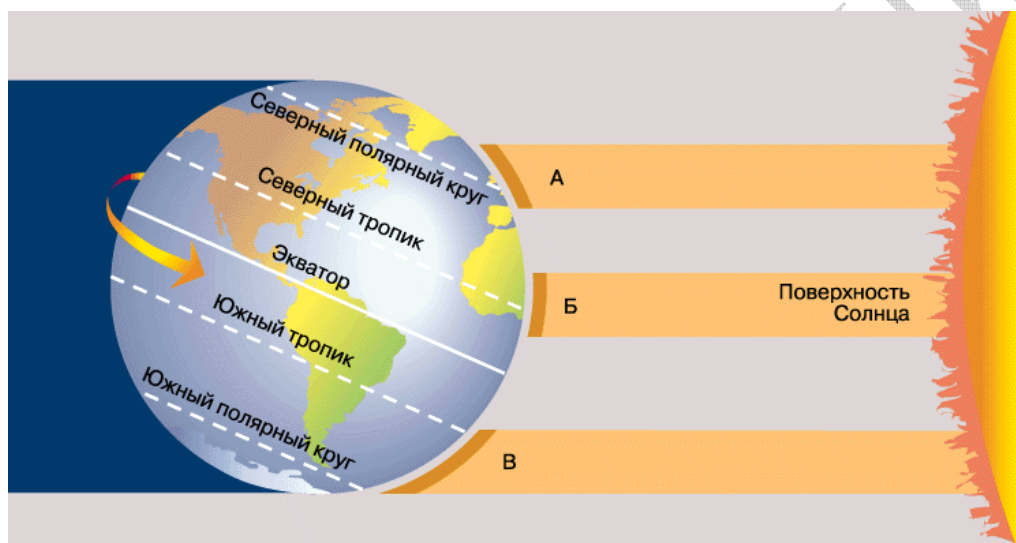 Северный полярный круг
А
Северный тропик
Экватор
Б
Поверхность
Солнца
Южный тропик
Южный полярный круг
В